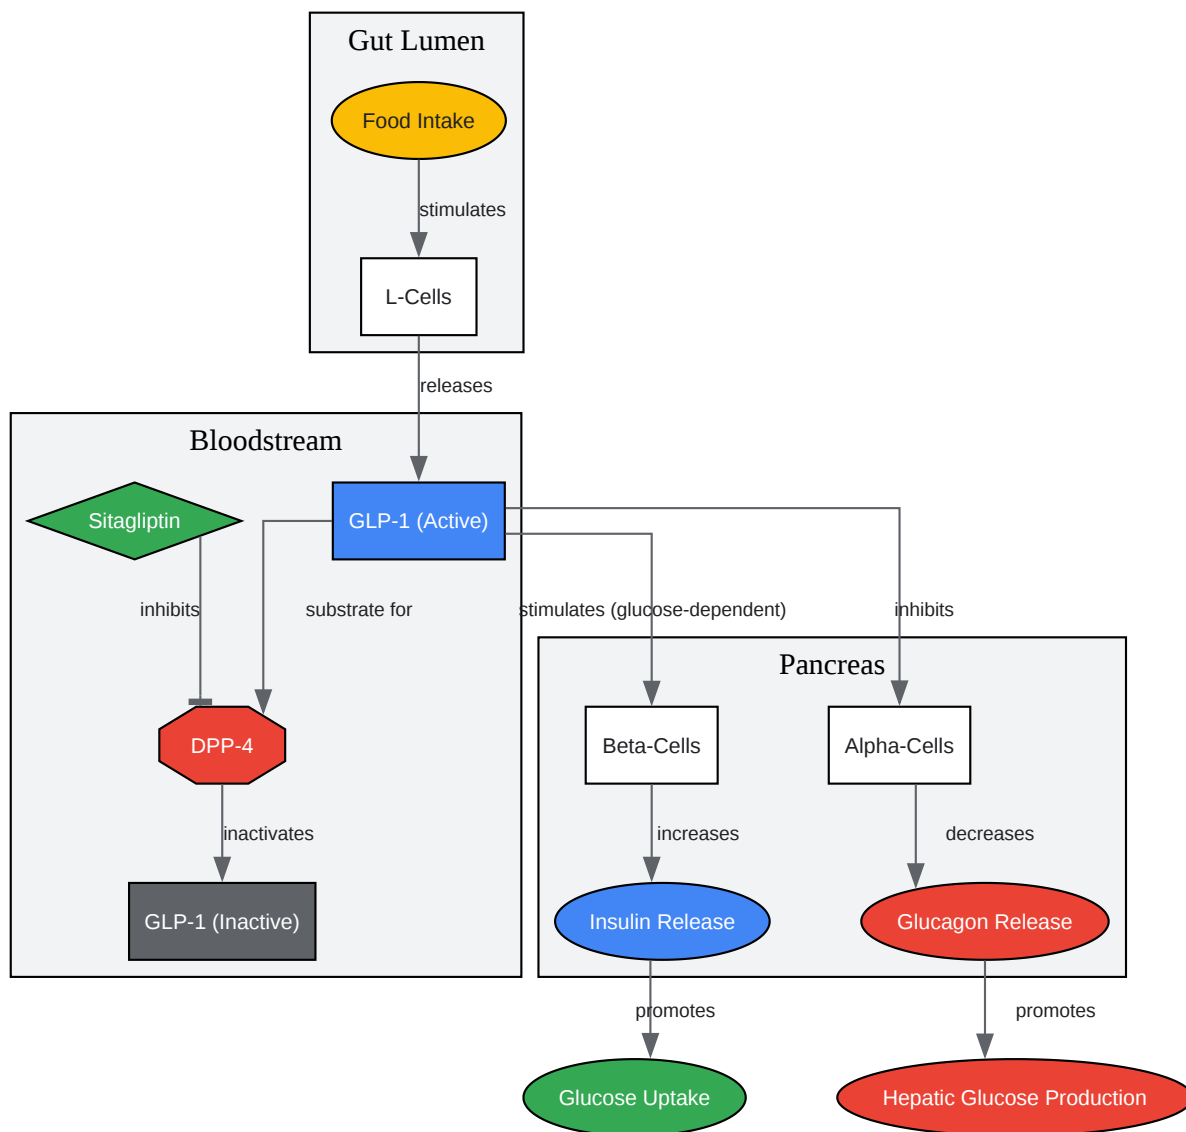 Gut Lumen
Food Intake
stimulates
L-Cells
releases
Bloodstream
Sitagliptin
GLP-1 (Active)
inhibits
substrate for
stimulates (glucose-dependent)
inhibits
Pancreas
DPP-4
Beta-Cells
Alpha-Cells
inactivates
increases
decreases
GLP-1 (Inactive)
Insulin Release
Glucagon Release
promotes
promotes
Glucose Uptake
Hepatic Glucose Production